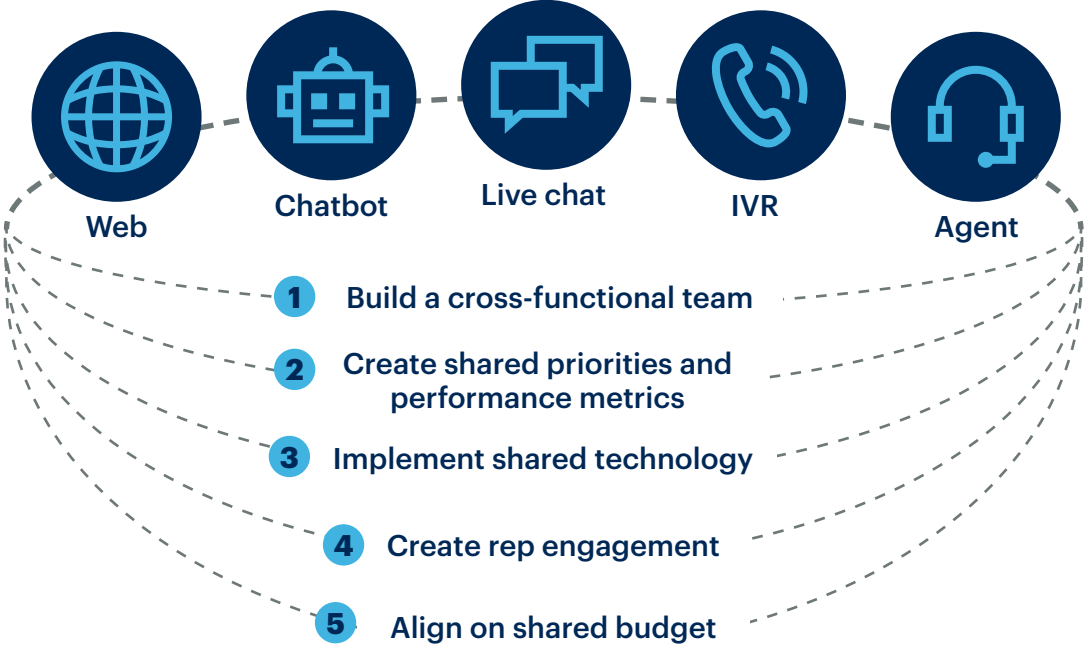 Web
Chatbot
Live chat
IVR
Agent
1 Build a cross-functional team
2 Create shared priorities and
performance metrics
3 Implement shared technology
4 Create rep engagement
5 Align on shared budget